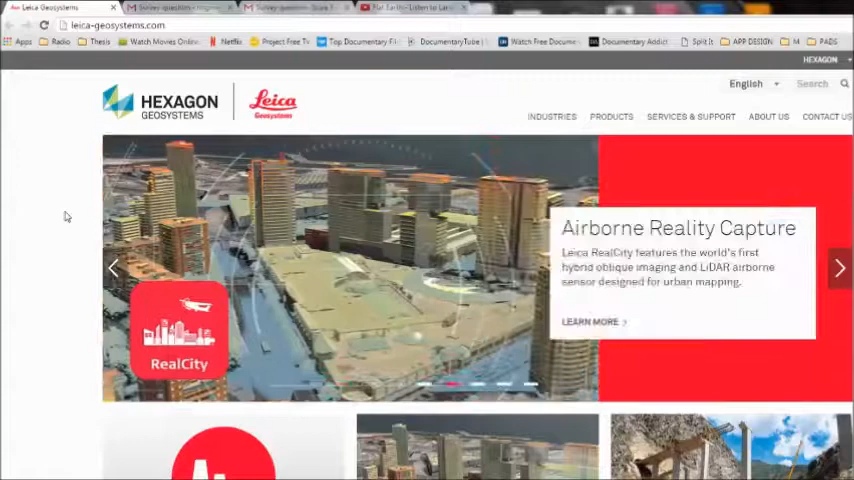 Leica Geosystems
leica-geosystems.com
Apps Radio Thesis Watch Movies Online Netflix Project Free Top Documentary DocumentaryTube Watch Free Docume Documentary Addict Split It APP DESIGN M PADS
HEXAGON
English Search
HEXAGON
GEOSYSTEMS
Leica
Geosystems
INDUSTRIES PRODUCTS SERVICES & SUPPORT ABOUT US CONTACT US
Airborne Reality Capture
Leica RealCity features the world's first
hybrid oblique imaging and LiDAR airborne
sensor designed for urban mapping.
LEARN MORE
RealCity